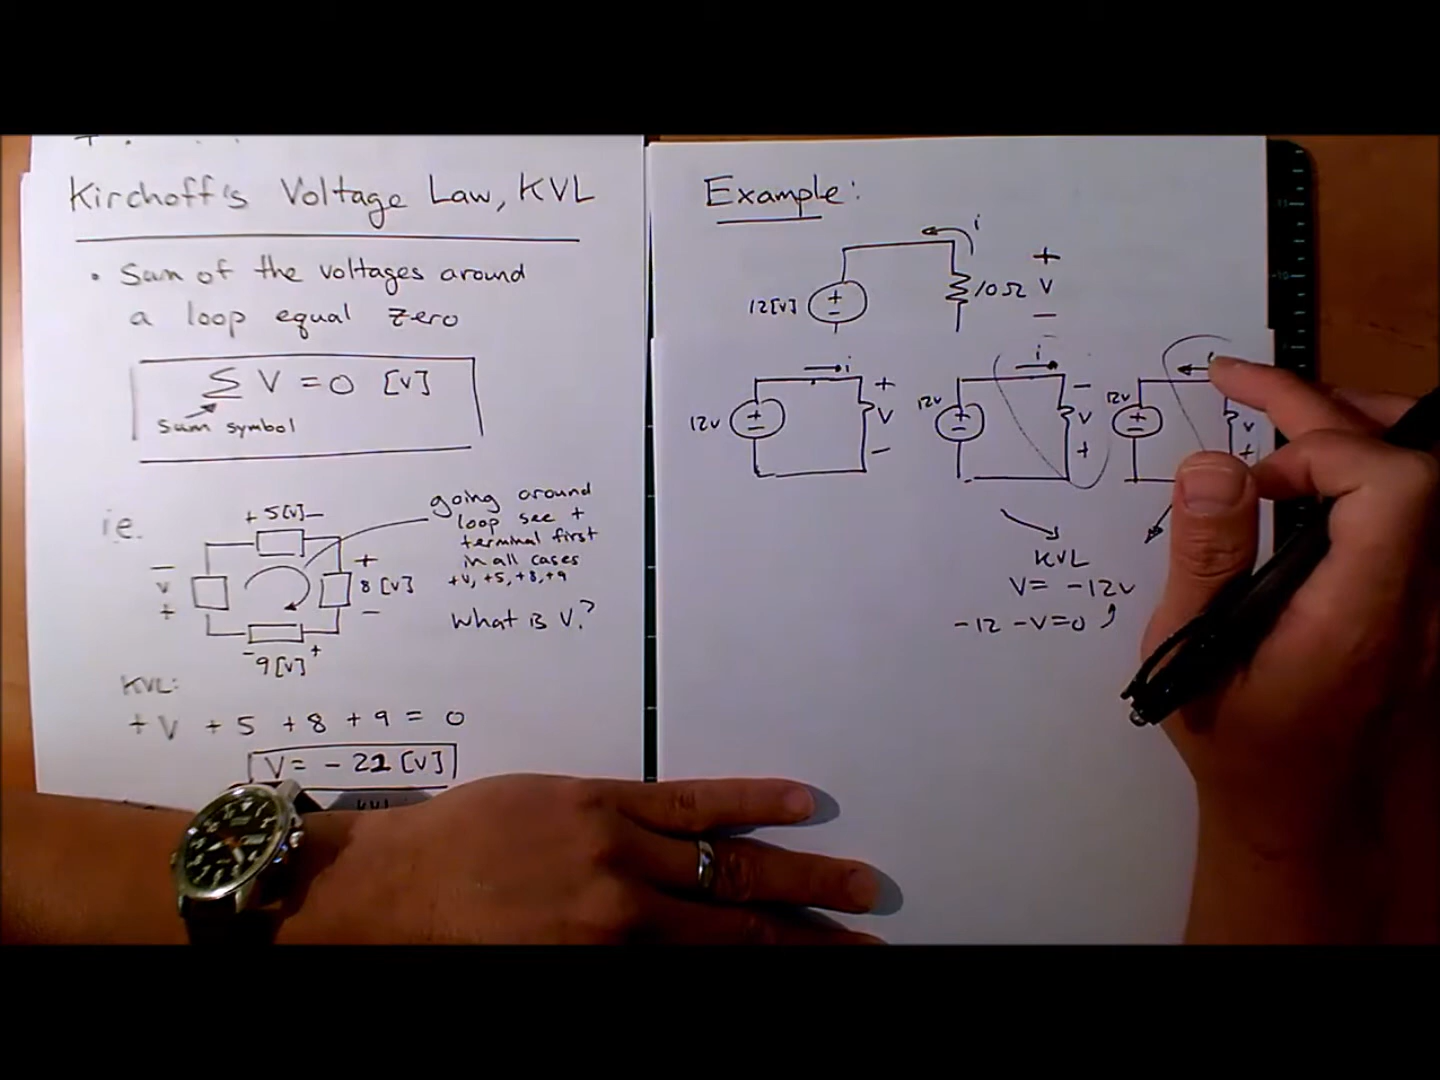 Kirchoff's Voltage Law, KVL
• Sum of the voltages around
a loop equal zero
Σ V = 0 [V]
Sum symbol
i.e.
+ 5[V] -
-
V
+
+
8 [V]
-
- 9[V] +
going around
loop see +
terminal first
in all cases
+V, +5, +8, +9
What is V?
KVL:
+ V + 5 + 8 + 9 = 0
V = - 22 [V]
KVL
Example:
i
12[V]
+
-
10Ω
+
V
-
i
12V
+
-
+
V
-
i
12V
+
-
-
V
+
12V
+
-
V
+
KVL
V = -12V
-12 -V=0